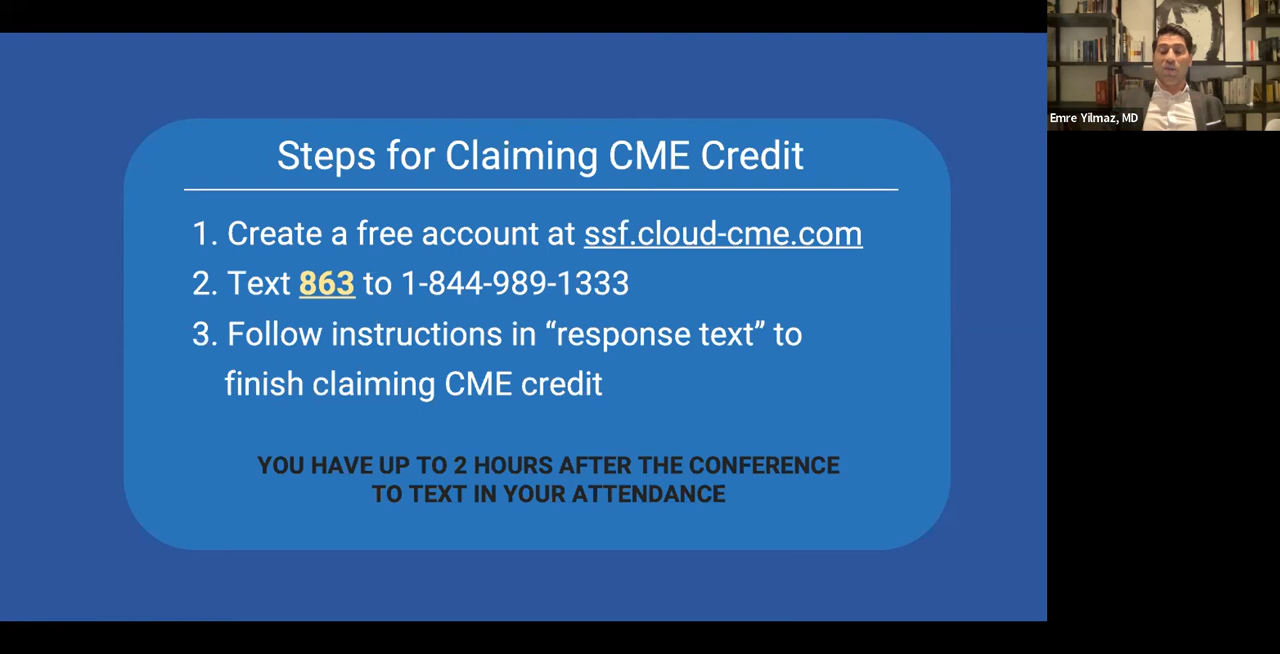 Steps for Claiming CME Credit
1. Create a free account at ssf.cloud-cme.com
2. Text 863 to 1-844-989-1333
3. Follow instructions in “response text” to
finish claiming CME credit
YOU HAVE UP TO 2 HOURS AFTER THE CONFERENCE
TO TEXT IN YOUR ATTENDANCE
Emre Yilmaz, MD